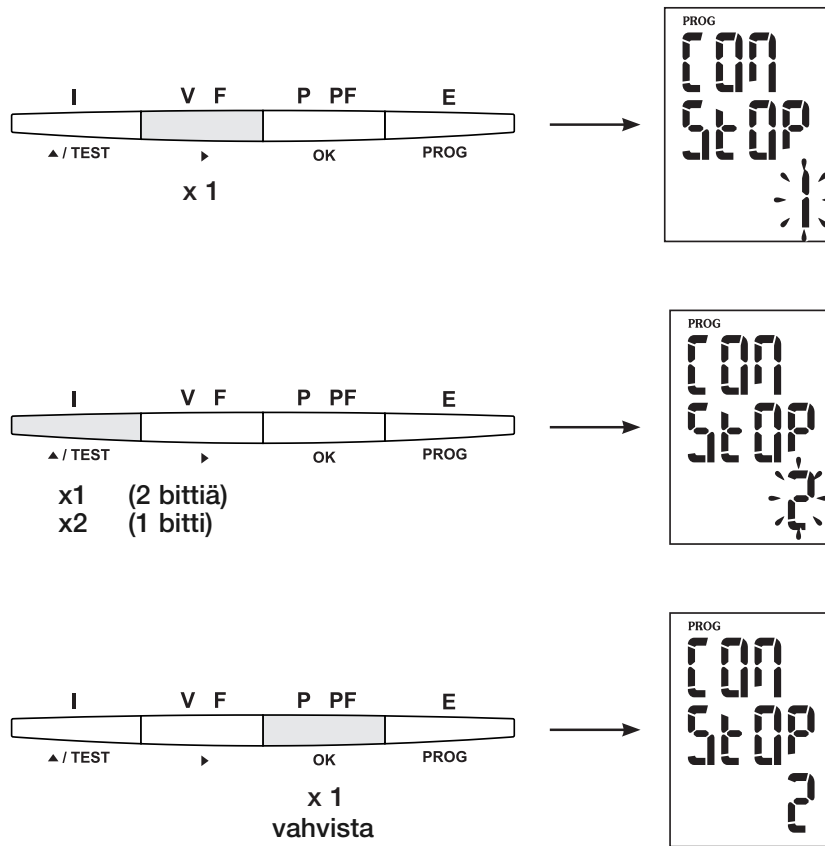 I V F P PF E
▲ / TEST ▶ OK PROG
x 1
PROG
COM
StOP
1
I V F P PF E
▲ / TEST ▶ OK PROG
x1 (2 bittiä)
x2 (1 bitti)
PROG
COM
StOP
2
I V F P PF E
▲ / TEST ▶ OK PROG
x 1
vahvista
PROG
COM
StOP
2